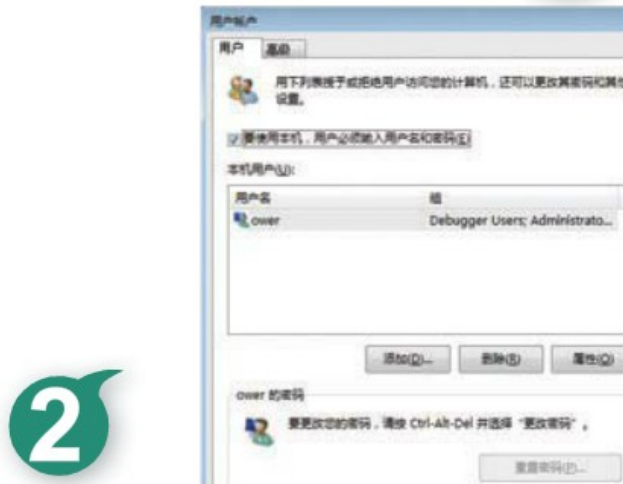 用户帐户
用户 高级
用下列表授予或拒绝用户访问您的计算机，还可以更改其密码和其他
设置。
要使用本机，用户必须输入用户名和密码(E)
本机用户(U):
用户名 组
ower Debugger Users; Administrato...
添加(D)... 删除(R) 属性(O)
ower 的密码
要更改您的密码，请按 Ctrl-Alt-Del 并选择“更改密码”。
重置密码(P)...
2